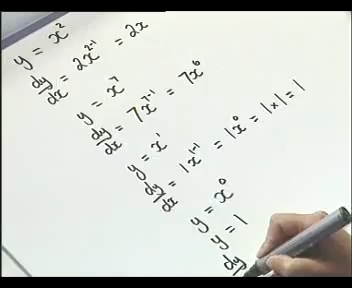 y = x²
dy/dx = 2x²⁻¹ = 2x
y = x⁷
dy/dx = 7x⁷⁻¹ = 7x⁶
y = x¹
dy/dx = 1x¹⁻¹ = 1x⁰ = 1×1 = 1
y = x⁰
y = 1
dy